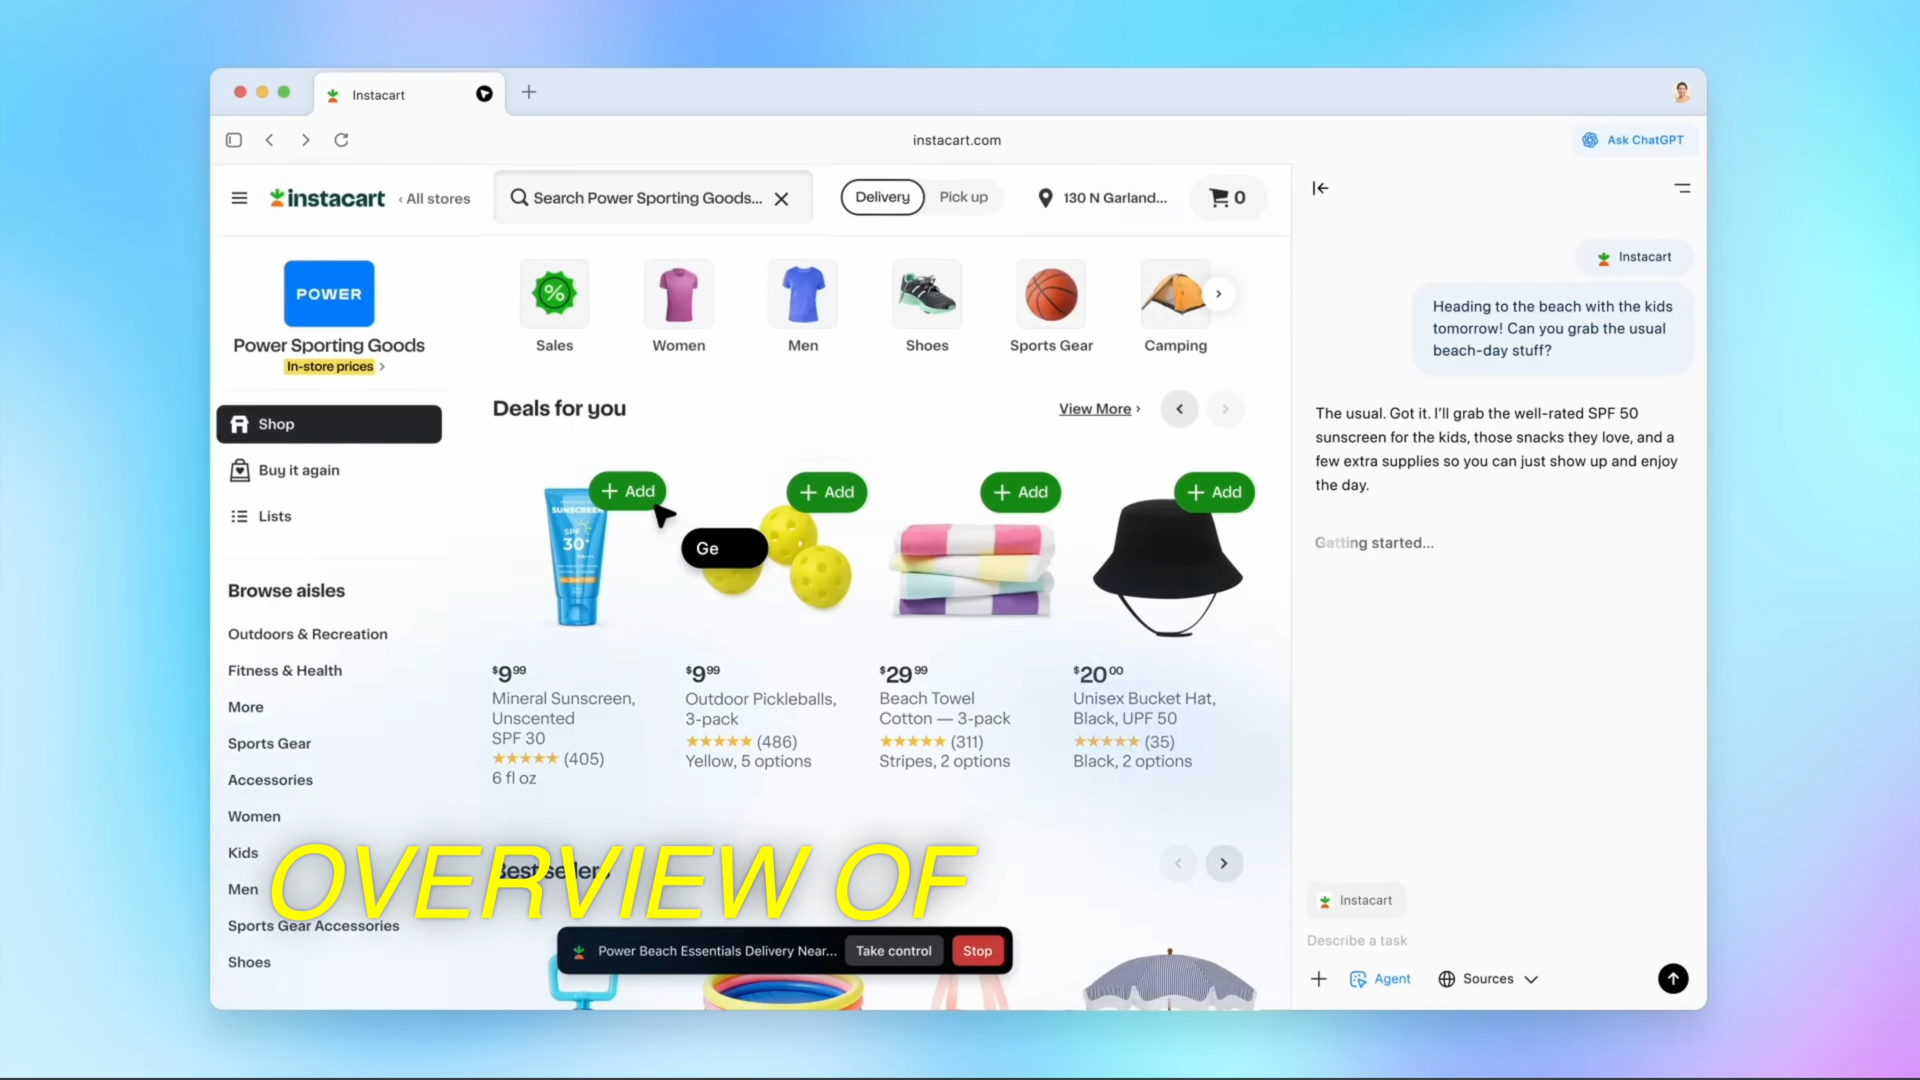 Instacart
instacart.com
Ask ChatGPT
instacart
‹ All stores
Search Power Sporting Goods...
Delivery
Pick up
130 N Garland...
0
POWER
Power Sporting Goods
In-store prices
Shop
Buy it again
Lists
Browse aisles
Outdoors & Recreation
Fitness & Health
More
Sports Gear
Accessories
Women
Kids
Men
Sports Gear Accessories
Shoes
%
Sales
Women
Men
Shoes
Sports Gear
Camping
Deals for you
View More
+ Add
+ Add
+ Add
+ Add
SUNSCREEN
SPF
30+
Ge
$9.99
Mineral Sunscreen,
Unscented
SPF 30
★★★★★ (405)
6 fl oz
$9.99
Outdoor Pickleballs,
3-pack
★★★★★ (486)
Yellow, 5 options
$29.99
Beach Towel
Cotton — 3-pack
★★★★★ (311)
Stripes, 2 options
$20.00
Unisex Bucket Hat,
Black, UPF 50
★★★★★ (35)
Black, 2 options
Bestsellers
OVERVIEW OF
Power Beach Essentials Delivery Near...
Take control
Stop
Instacart
Heading to the beach with the kids
tomorrow! Can you grab the usual
beach-day stuff?
The usual. Got it. I'll grab the well-rated SPF 50
sunscreen for the kids, those snacks they love, and a
few extra supplies so you can just show up and enjoy
the day.
Getting started...
Instacart
Describe a task
Agent
Sources